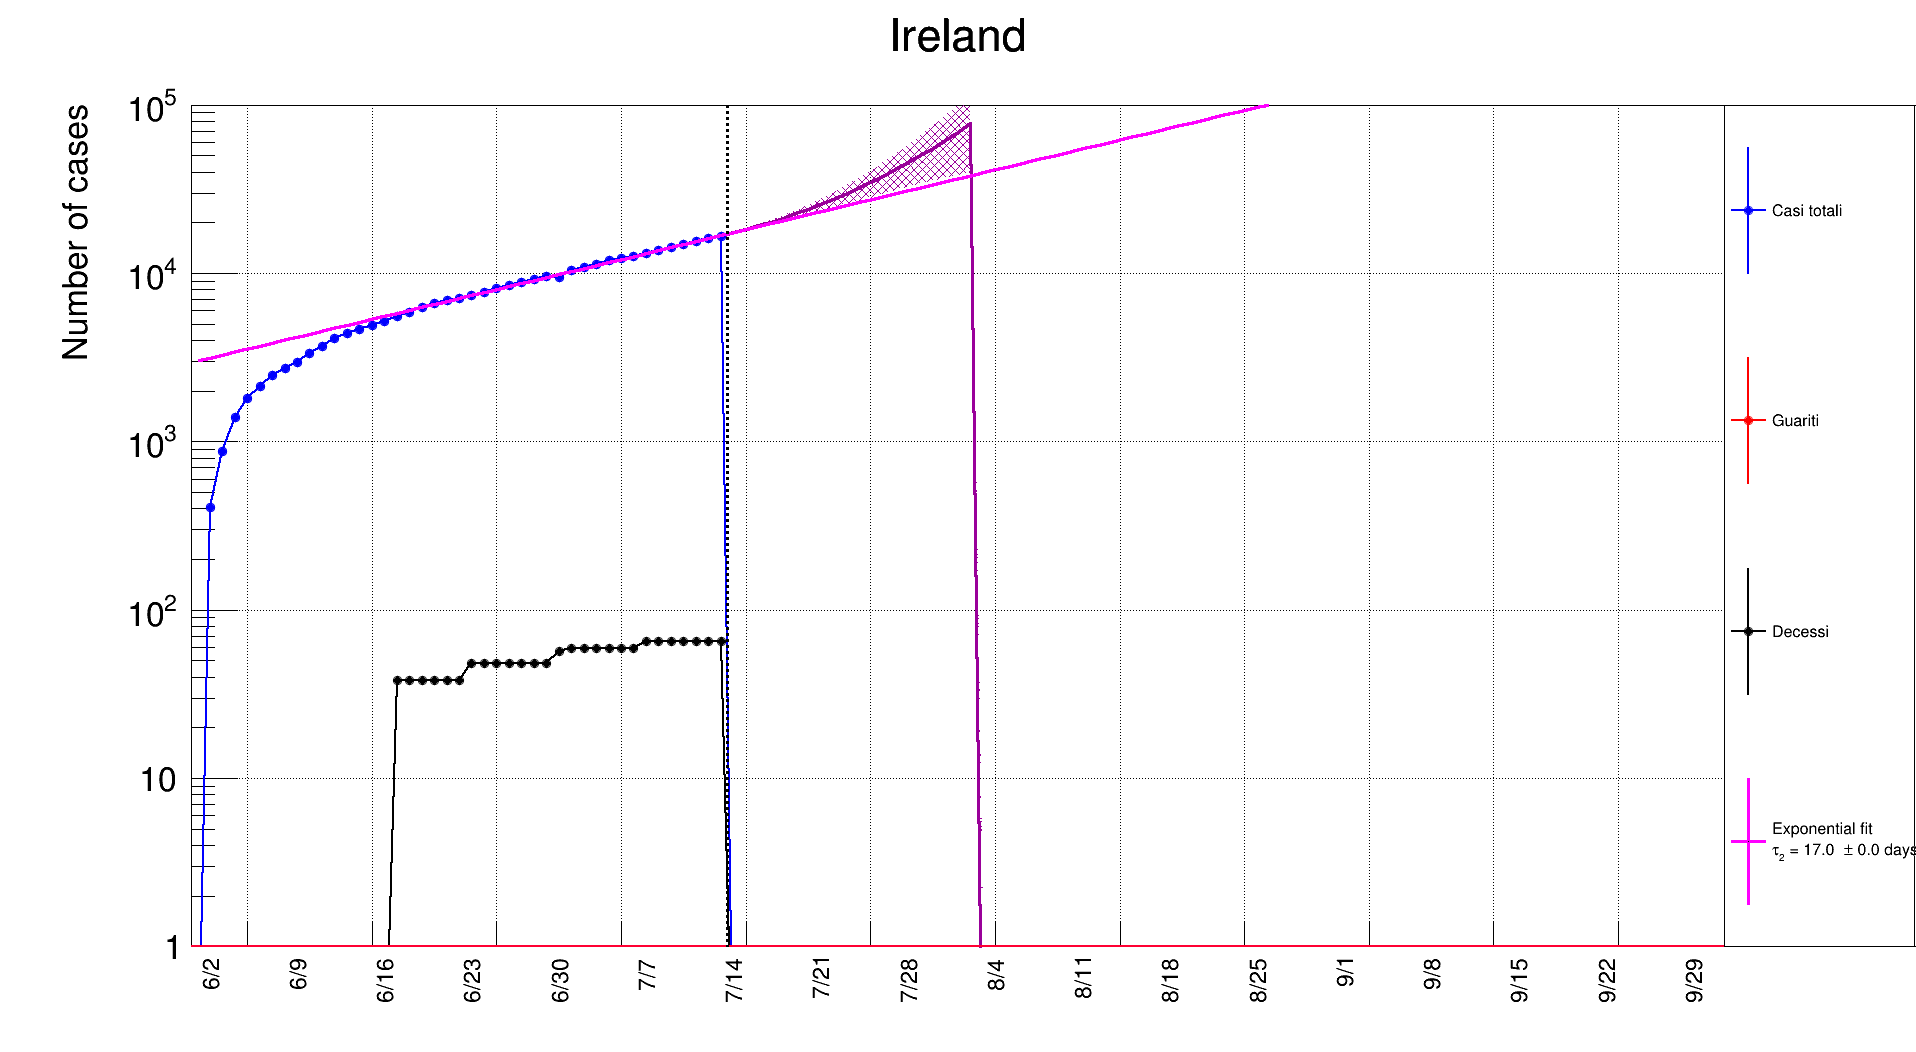 Ireland
Number of cases
10^5
10^4
10^3
10^2
10
1
6/2 6/9 6/16 6/23 6/30 7/7 7/14 7/21 7/28 8/4 8/11 8/18 8/25 9/1 9/8 9/15 9/22 9/29
Casi totali
Guariti
Decessi
Exponential fit
τ₂ = 17.0 ± 0.0 days